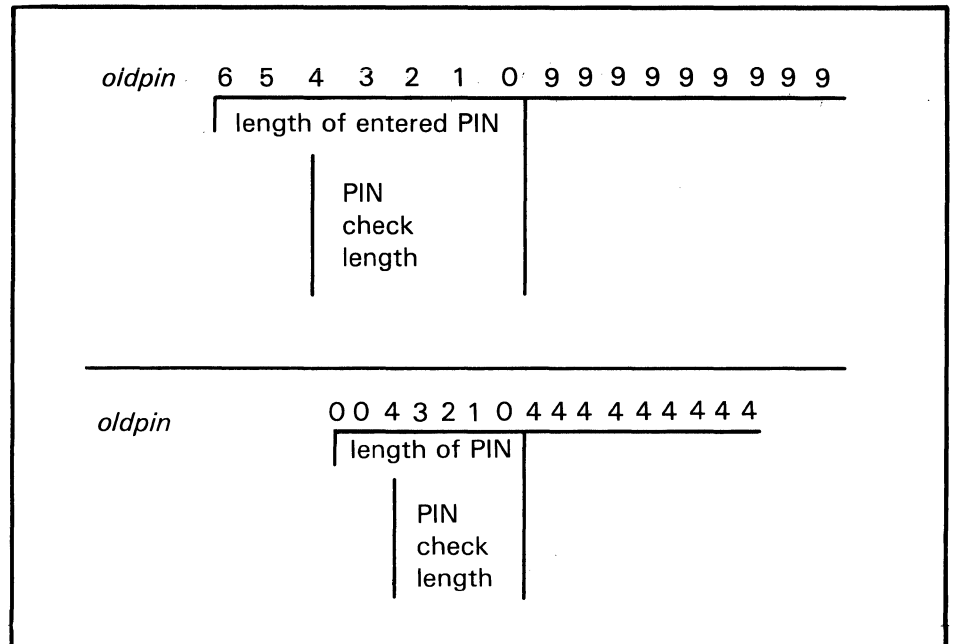 oldpin 6 5 4 3 2 1 0 9 9 9 9 9 9 9 9 9
length of entered PIN
PIN
check
length
oldpin 0 0 4 3 2 1 0 4 4 4 4 4 4 4 4 4
length of PIN
PIN
check
length